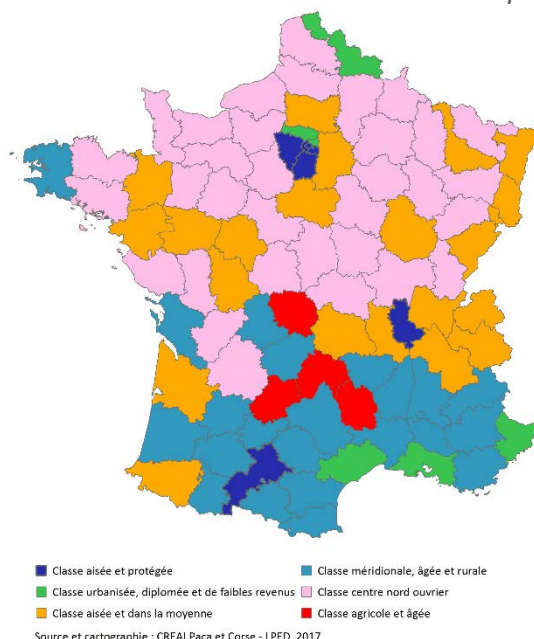 Classe aisée et protégée
Classe méridionale, âgée et rurale
Classe urbanisée, diplomée et de faibles revenus
Classe centre nord ouvrier
Classe aisée et dans la moyenne
Classe agricole et âgée
Source et cartographie : CREAI Paca et Corse - LPED, 2017